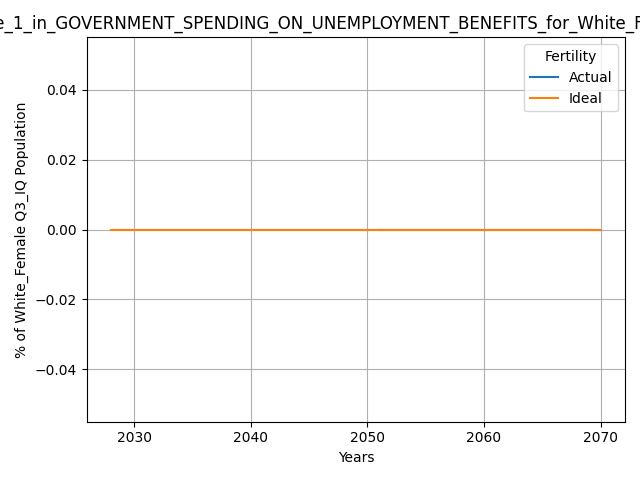 e_1_in_GOVERNMENT_SPENDING_ON_UNEMPLOYMENT_BENEFITS_for_White_F
Fertility
Actual
Ideal
0.04
0.02
0.00
−0.02
−0.04
% of White_Female Q3_IQ Population
2030 2040 2050 2060 2070
Years